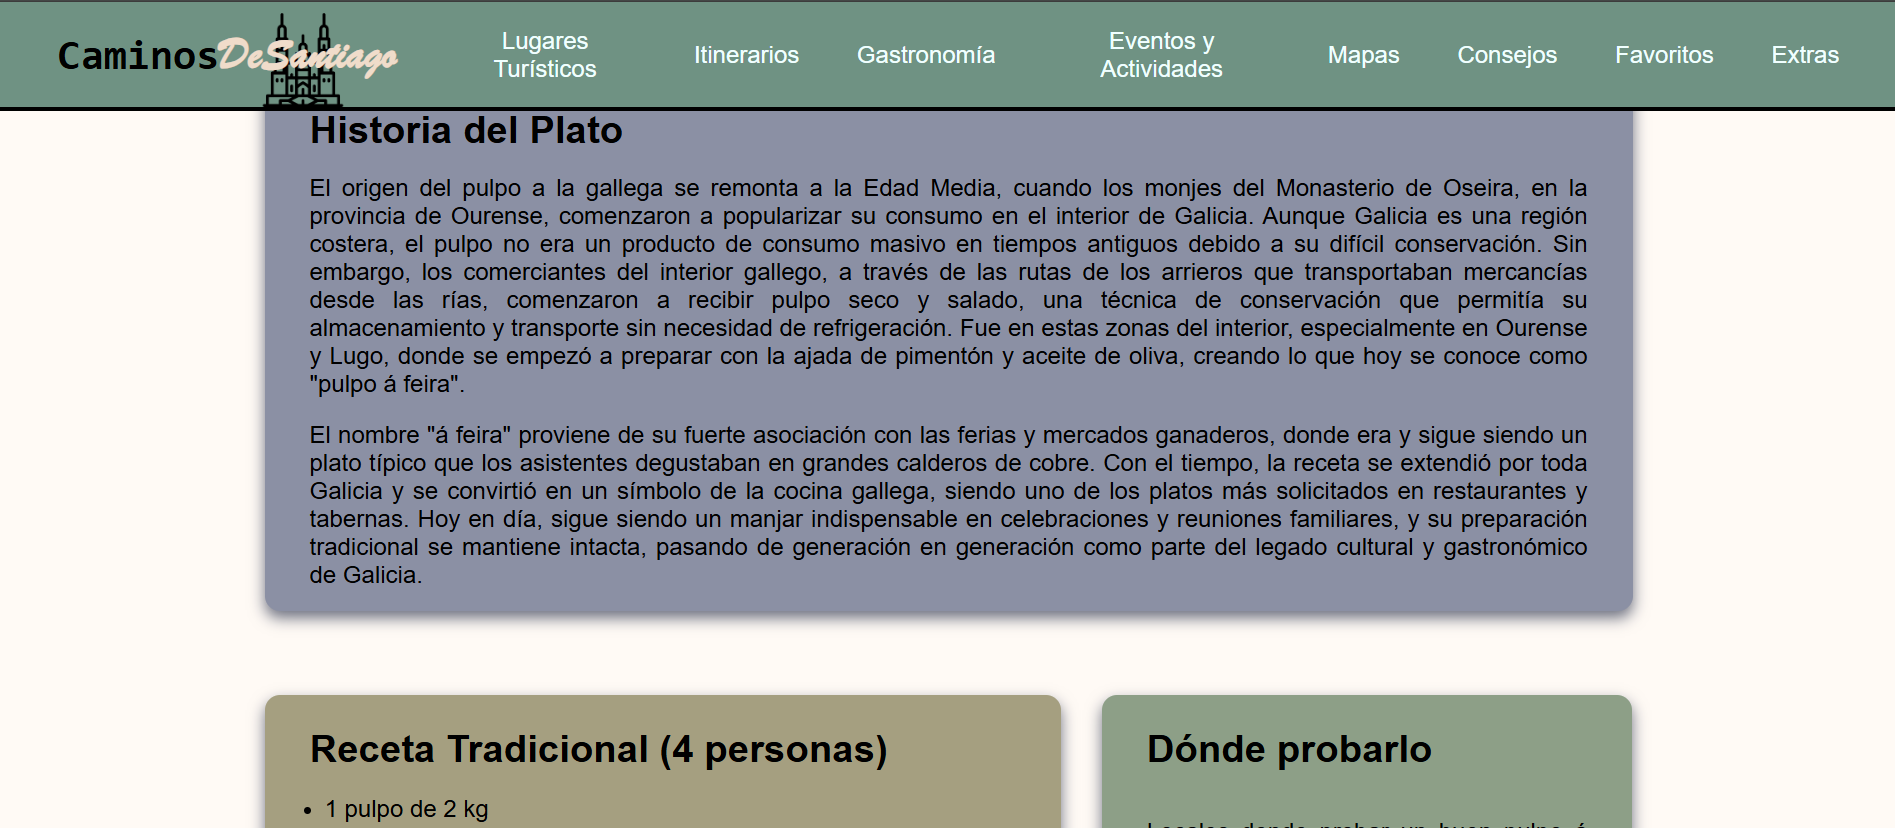 CaminosDeSantiago
Lugares
Turísticos
Itinerarios
Gastronomía
Eventos y
Actividades
Mapas
Consejos
Favoritos
Extras
Historia del Plato
El origen del pulpo a la gallega se remonta a la Edad Media, cuando los monjes del Monasterio de Oseira, en la
provincia de Ourense, comenzaron a popularizar su consumo en el interior de Galicia. Aunque Galicia es una región
costera, el pulpo no era un producto de consumo masivo en tiempos antiguos debido a su difícil conservación. Sin
embargo, los comerciantes del interior gallego, a través de las rutas de los arrieros que transportaban mercancías
desde las rías, comenzaron a recibir pulpo seco y salado, una técnica de conservación que permitía su
almacenamiento y transporte sin necesidad de refrigeración. Fue en estas zonas del interior, especialmente en Ourense
y Lugo, donde se empezó a preparar con la ajada de pimentón y aceite de oliva, creando lo que hoy se conoce como
"pulpo á feira".
El nombre "á feira" proviene de su fuerte asociación con las ferias y mercados ganaderos, donde era y sigue siendo un
plato típico que los asistentes degustaban en grandes calderos de cobre. Con el tiempo, la receta se extendió por toda
Galicia y se convirtió en un símbolo de la cocina gallega, siendo uno de los platos más solicitados en restaurantes y
tabernas. Hoy en día, sigue siendo un manjar indispensable en celebraciones y reuniones familiares, y su preparación
tradicional se mantiene intacta, pasando de generación en generación como parte del legado cultural y gastronómico
de Galicia.
Receta Tradicional (4 personas)
• 1 pulpo de 2 kg
Dónde probarlo
Locales donde probar un buen pulpo á